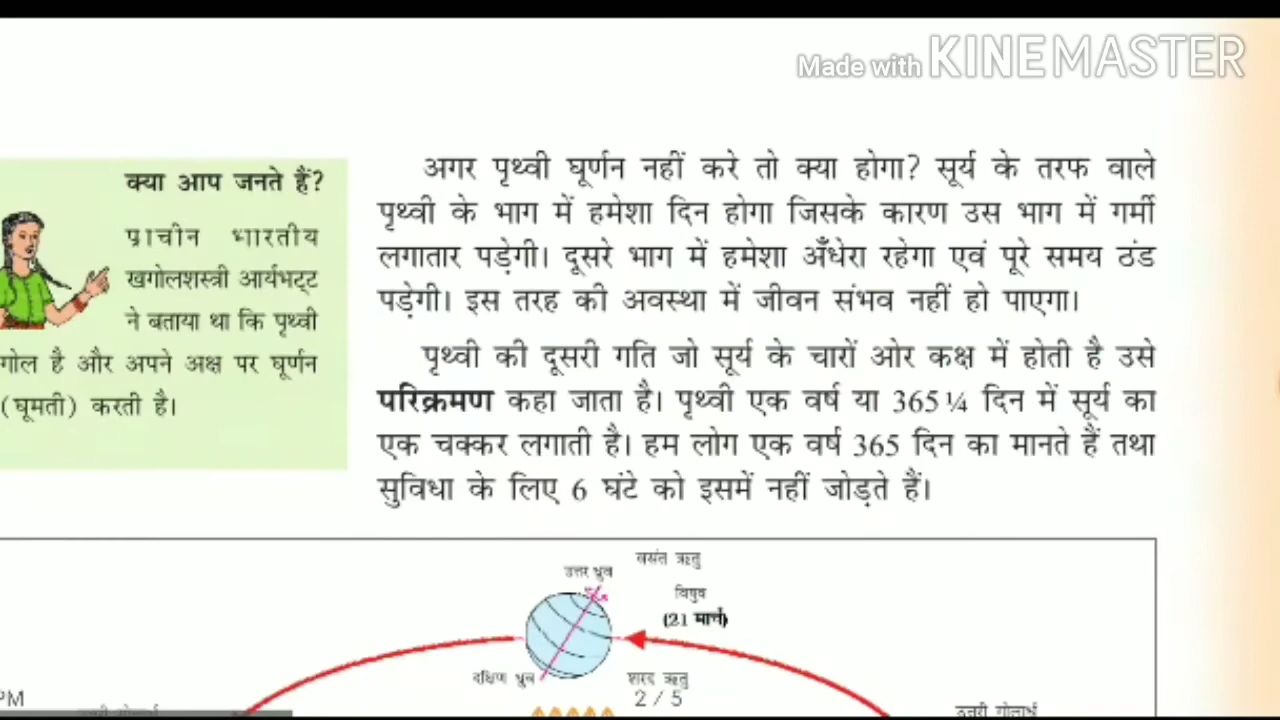 Made with KINEMASTER
क्या आप जनते हैं?
प्राचीन भारतीय
खगोलशस्त्री आर्यभट्ट
ने बताया था कि पृथ्वी
गोल है और अपने अक्ष पर घूर्णन
(घूमती) करती है।
अगर पृथ्वी घूर्णन नहीं करे तो क्या होगा? सूर्य के तरफ वाले
पृथ्वी के भाग में हमेशा दिन होगा जिसके कारण उस भाग में गर्मी
लगातार पड़ेगी। दूसरे भाग में हमेशा अँधेरा रहेगा एवं पूरे समय ठंड
पड़ेगी। इस तरह की अवस्था में जीवन संभव नहीं हो पाएगा।
पृथ्वी की दूसरी गति जो सूर्य के चारों ओर कक्ष में होती है उसे
परिक्रमण कहा जाता है। पृथ्वी एक वर्ष या 365 ¼ दिन में सूर्य का
एक चक्कर लगाती है। हम लोग एक वर्ष 365 दिन का मानते हैं तथा
सुविधा के लिए 6 घंटे को इसमें नहीं जोड़ते हैं।
वसंत ऋतु
उत्तर ध्रुव
विषुव
(21 मार्च)
दक्षिण ध्रुव
शरद ऋतु
PM
2 / 5